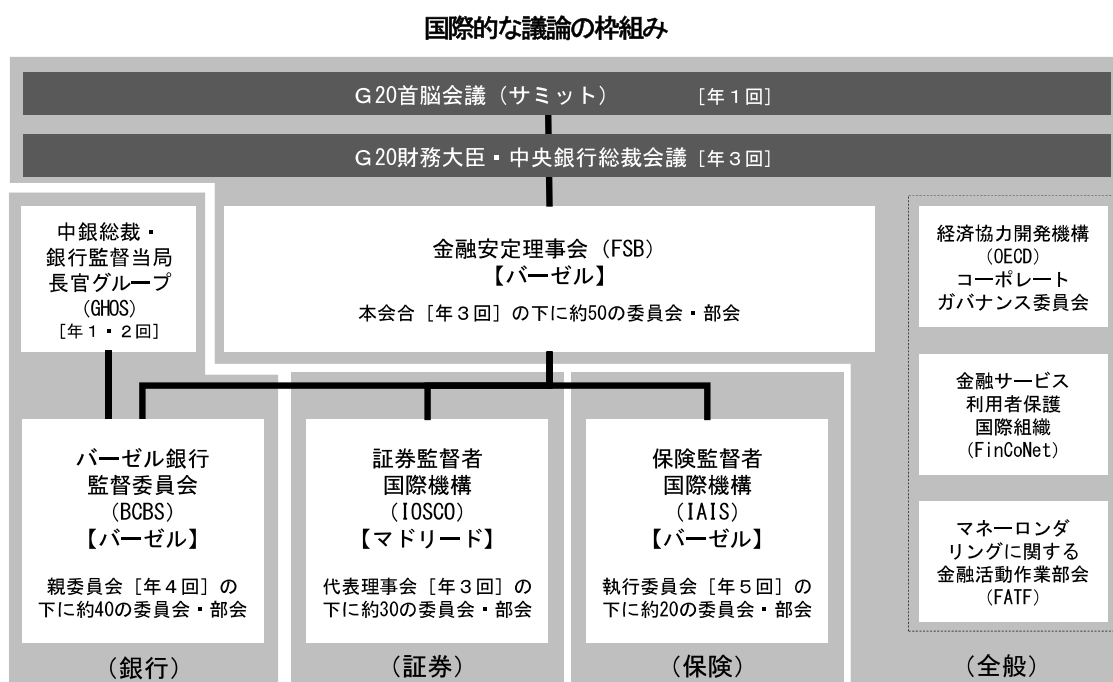 国際的な議論の枠組み
G20首脳会議(サミット) [年1回]
G20財務大臣・中央銀行総裁会議[年3回]
中銀総裁・
銀行監督当局
長官グループ
(GHOS)
[年1・2回]
金融安定理事会(FSB)
【バーゼル】
本会合[年3回]の下に約50の委員会・部会
経済協力開発機構
(OECD)
コーポレート
ガバナンス委員会
金融サービス
利用者保護
国際組織
(FinCoNet)
マネーロンダ
リングに関する
金融活動作業部会
(FATF)
バーゼル銀行
監督委員会
(BCBS)
【バーゼル】
親委員会[年4回]の
下に約40の委員会・部会
証券監督者
国際機構
(IOSCO)
【マドリード】
代表理事会[年3回]の
下に約30の委員会・部会
保険監督者
国際機構
(IAIS)
【バーゼル】
執行委員会[年5回]の
下に約20の委員会・部会
(銀行)
(証券)
(保険)
(全般)